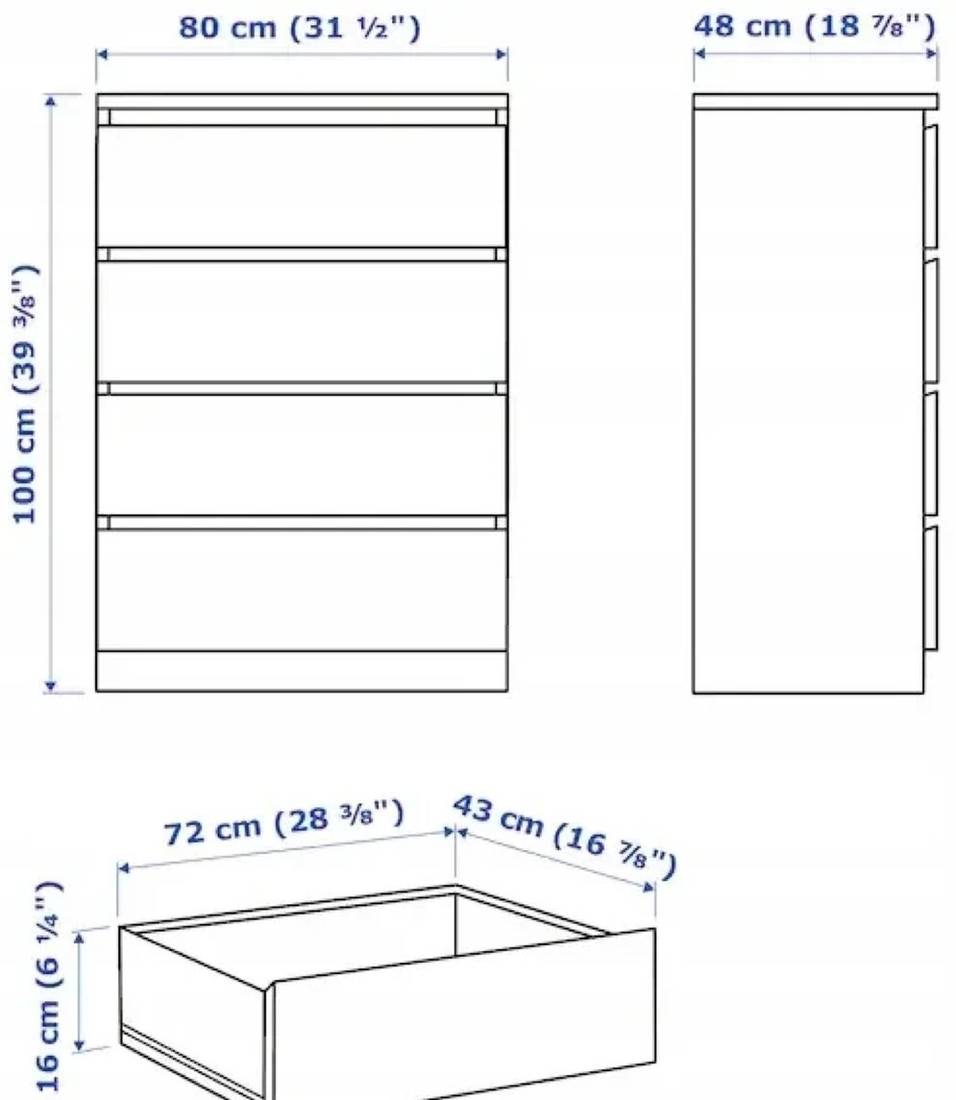 80 cm (31 ½")
48 cm (18 ⅞")
100 cm (39 ⅜")
72 cm (28 ⅜")
43 cm (16 ⅞")
16 cm (6 ¼")